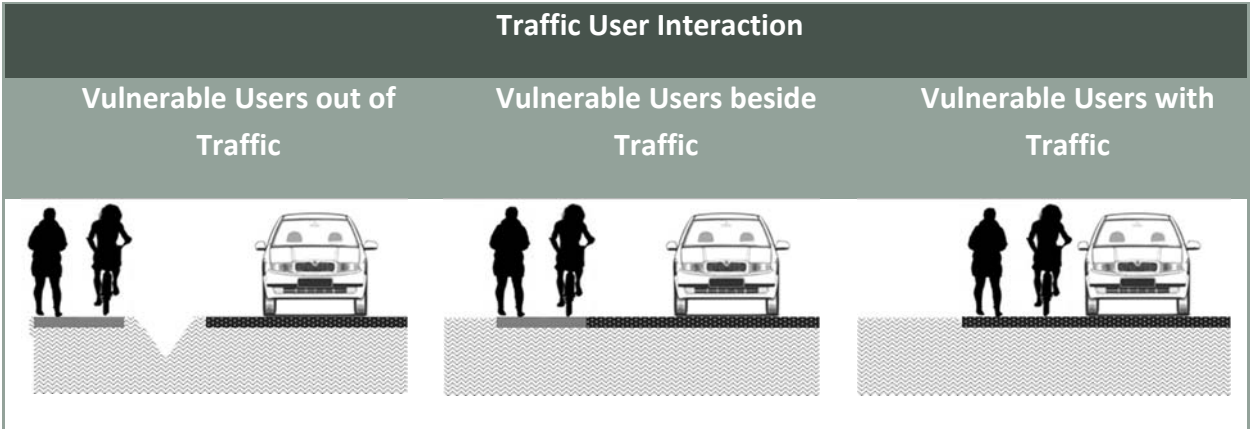 Traffic User Interaction
Vulnerable Users out of
Traffic
Vulnerable Users beside
Traffic
Vulnerable Users with
Traffic